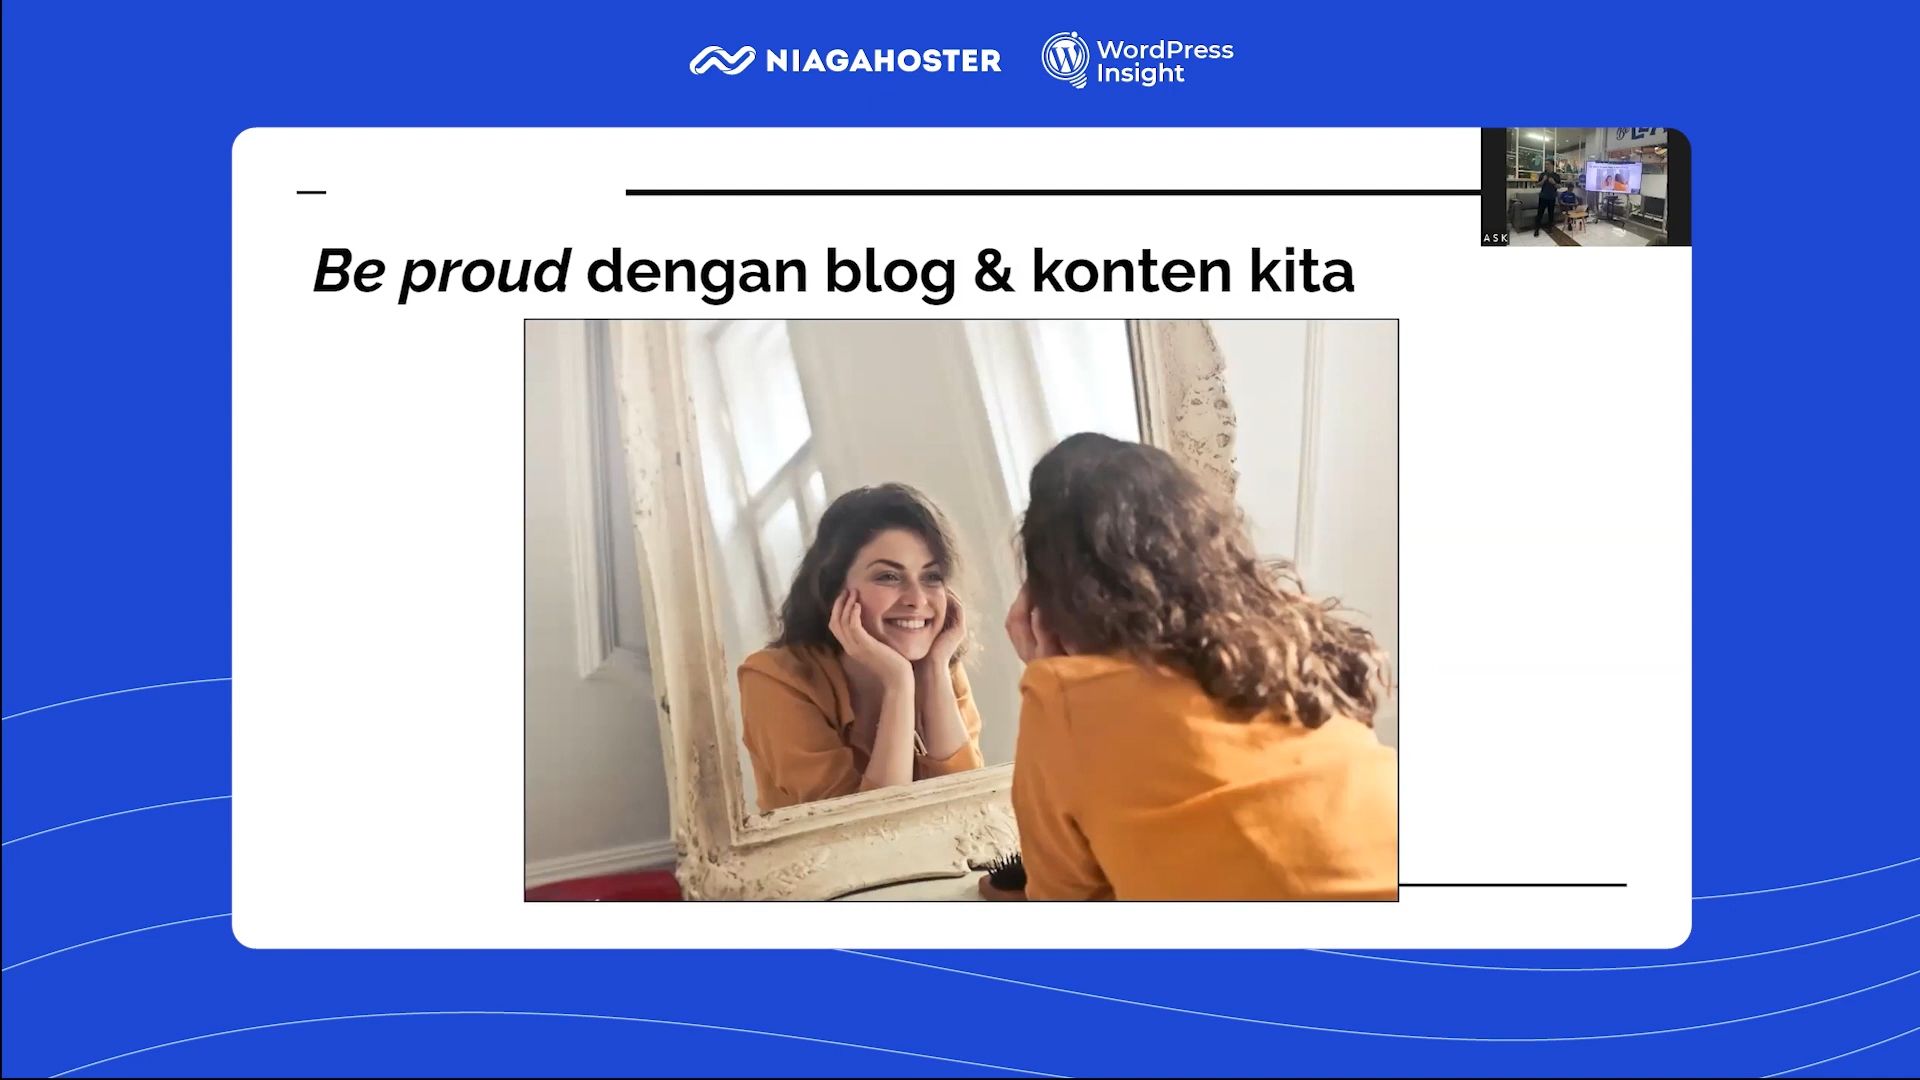 NIAGAHOSTER
WordPress
Insight
ASK
Be proud dengan blog & konten kita